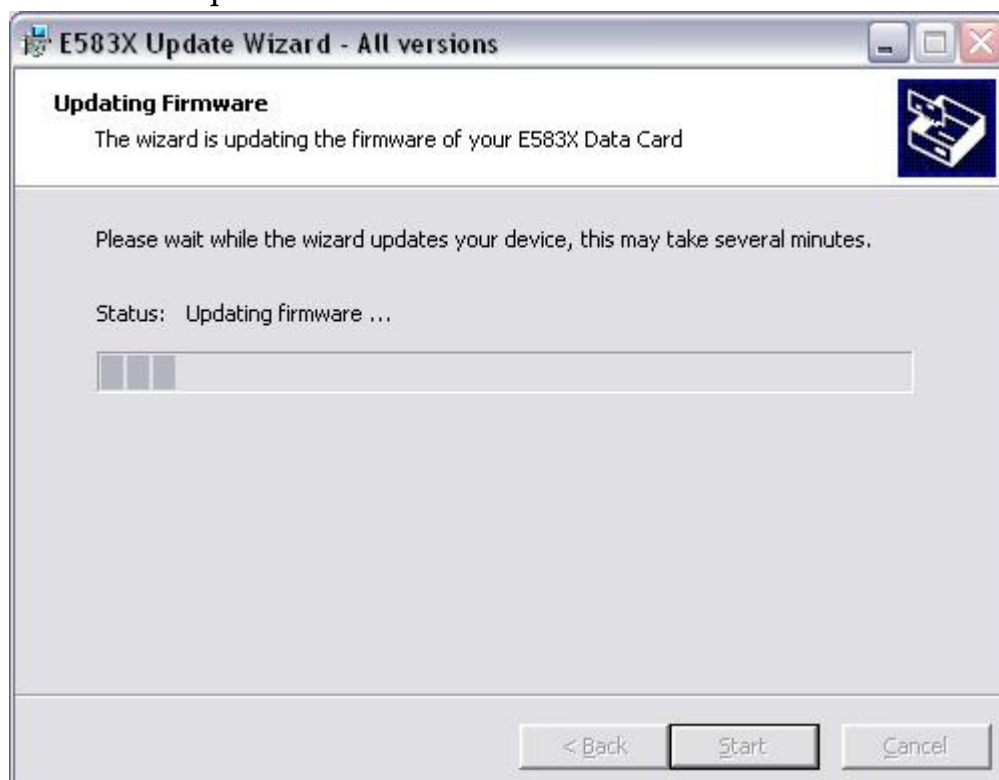 E583X Update Wizard - All versions
Updating Firmware
The wizard is updating the firmware of your E583X Data Card
Please wait while the wizard updates your device, this may take several minutes.
Status: Updating firmware ...
< Back Start Cancel